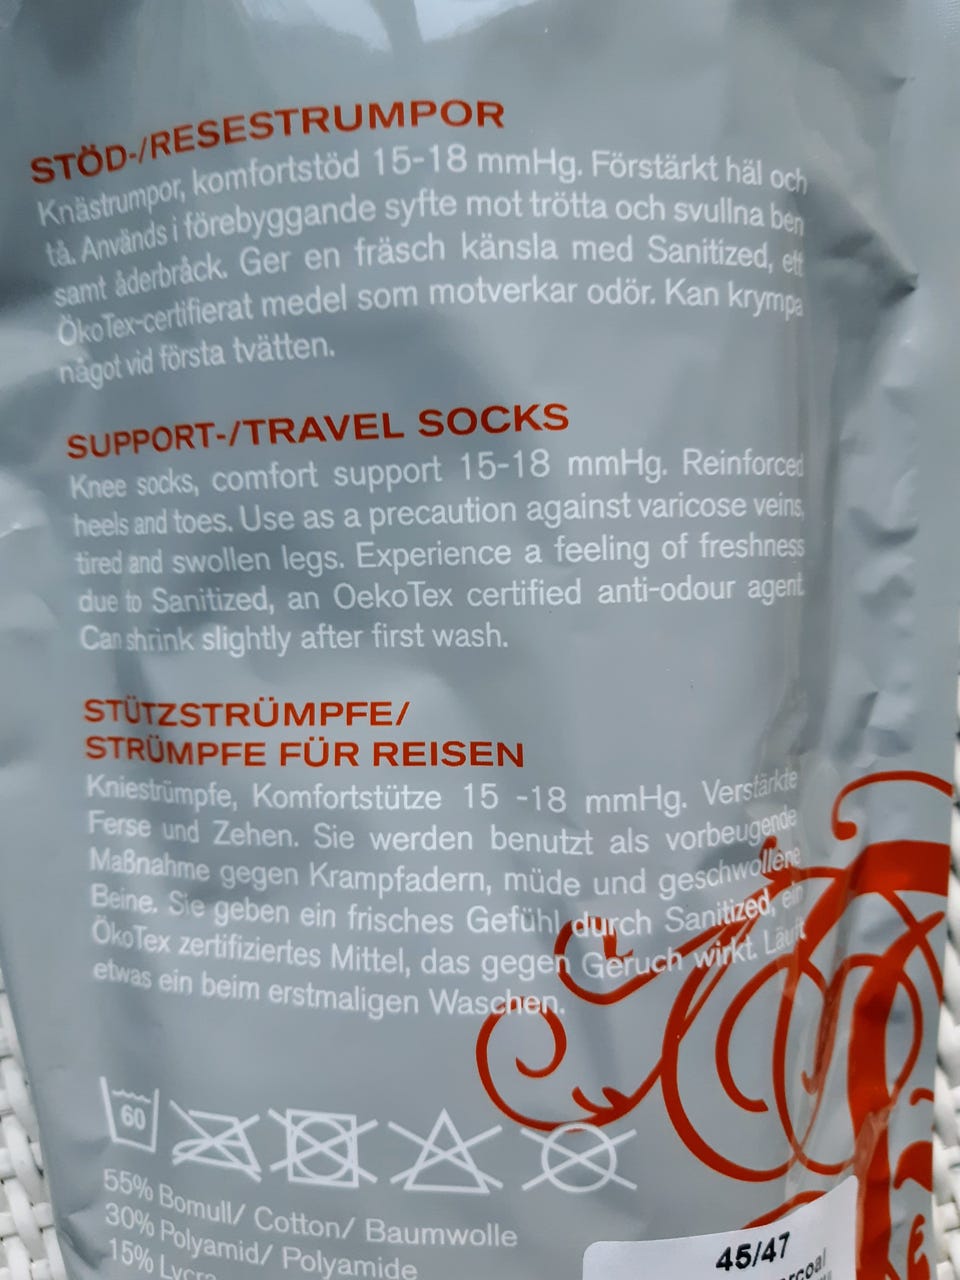 STÖD-/RESESTRUMPOR
Knästrumpor, komfortstöd 15-18 mmHg. Förstärkt häl och
tå. Används i förebyggande syfte mot trötta och svullna ben
samt åderbråck. Ger en fräsch känsla med Sanitized, ett
ÖkoTex-certifierat medel som motverkar odör. Kan krympa
något vid första tvätten.
SUPPORT-/TRAVEL SOCKS
Knee socks, comfort support 15-18 mmHg. Reinforced
heels and toes. Use as a precaution against varicose veins,
tired and swollen legs. Experience a feeling of freshness
due to Sanitized, an OekoTex certified anti-odour agent.
Can shrink slightly after first wash.
STÜTZSTRÜMPFE/
STRÜMPFE FÜR REISEN
Kniestrümpfe, Komfortstütze 15 -18 mmHg. Verstärkte
Ferse und Zehen. Sie werden benutzt als vorbeugende
Maßnahme gegen Krampfadern, müde und geschwollene
Beine. Sie geben ein frisches Gefühl durch Sanitized, ein
ÖkoTex zertifiziertes Mittel, das gegen Geruch wirkt. Läuft
etwas ein beim erstmaligen Waschen.
60
55% Bomull/ Cotton/ Baumwolle
30% Polyamid/ Polyamide
15% Lycra
45/47